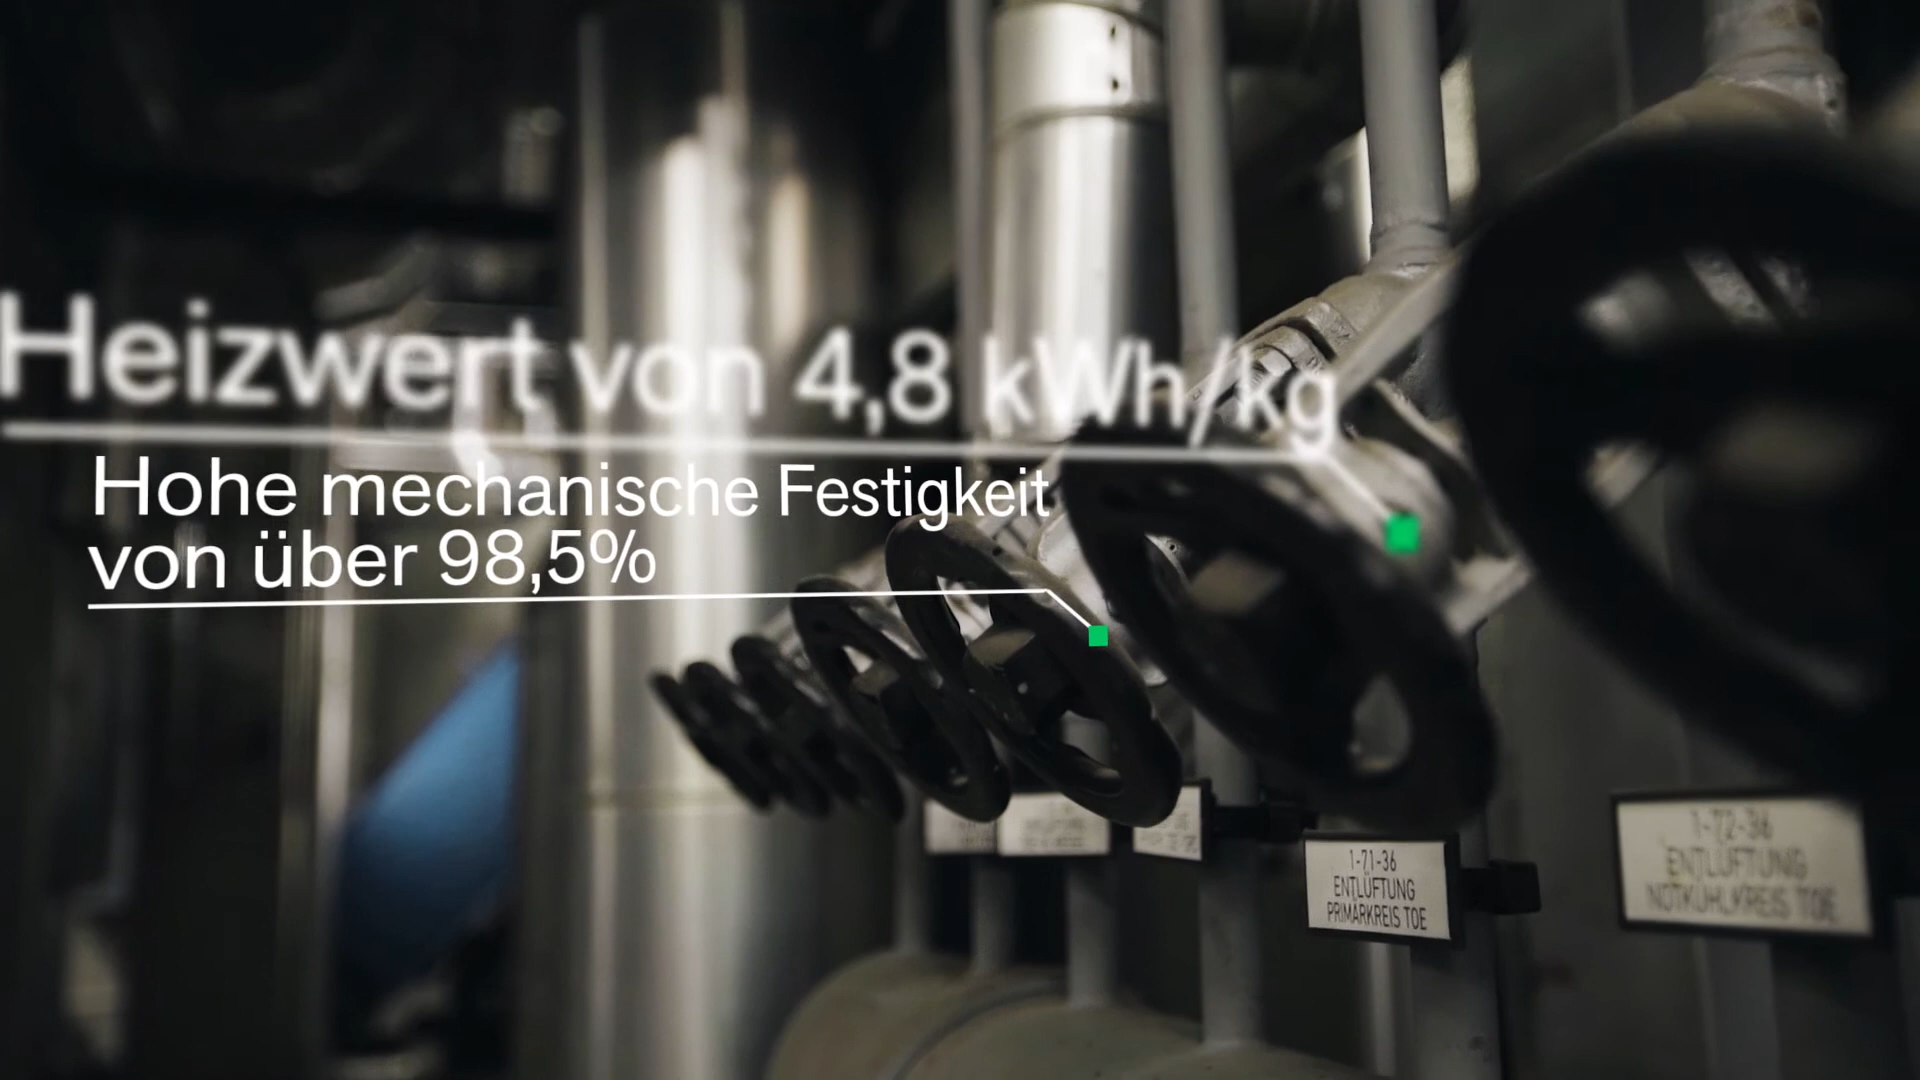 Heizwert von 4,8 kWh/kg
Hohe mechanische Festigkeit
von über 98,5%
1-71-36
ENTLÜFTUNG
PRIMÄRKREIS TOE
1-72-36
ENTLÜFTUNG
NOTKÜHLKREIS TOE